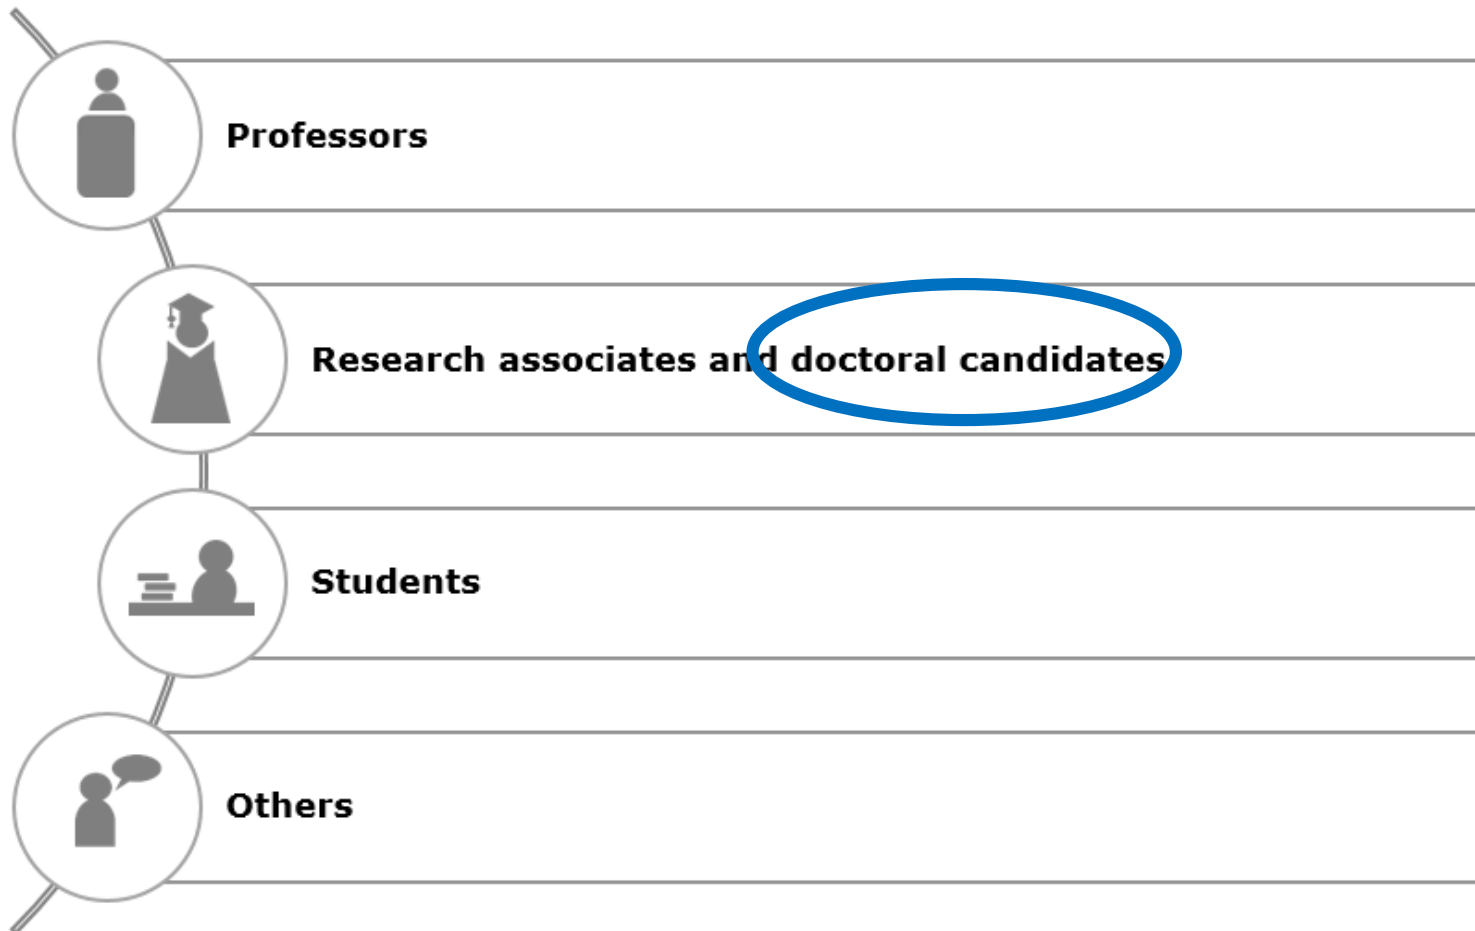 Professors
Research associates and doctoral candidates
Students
Others